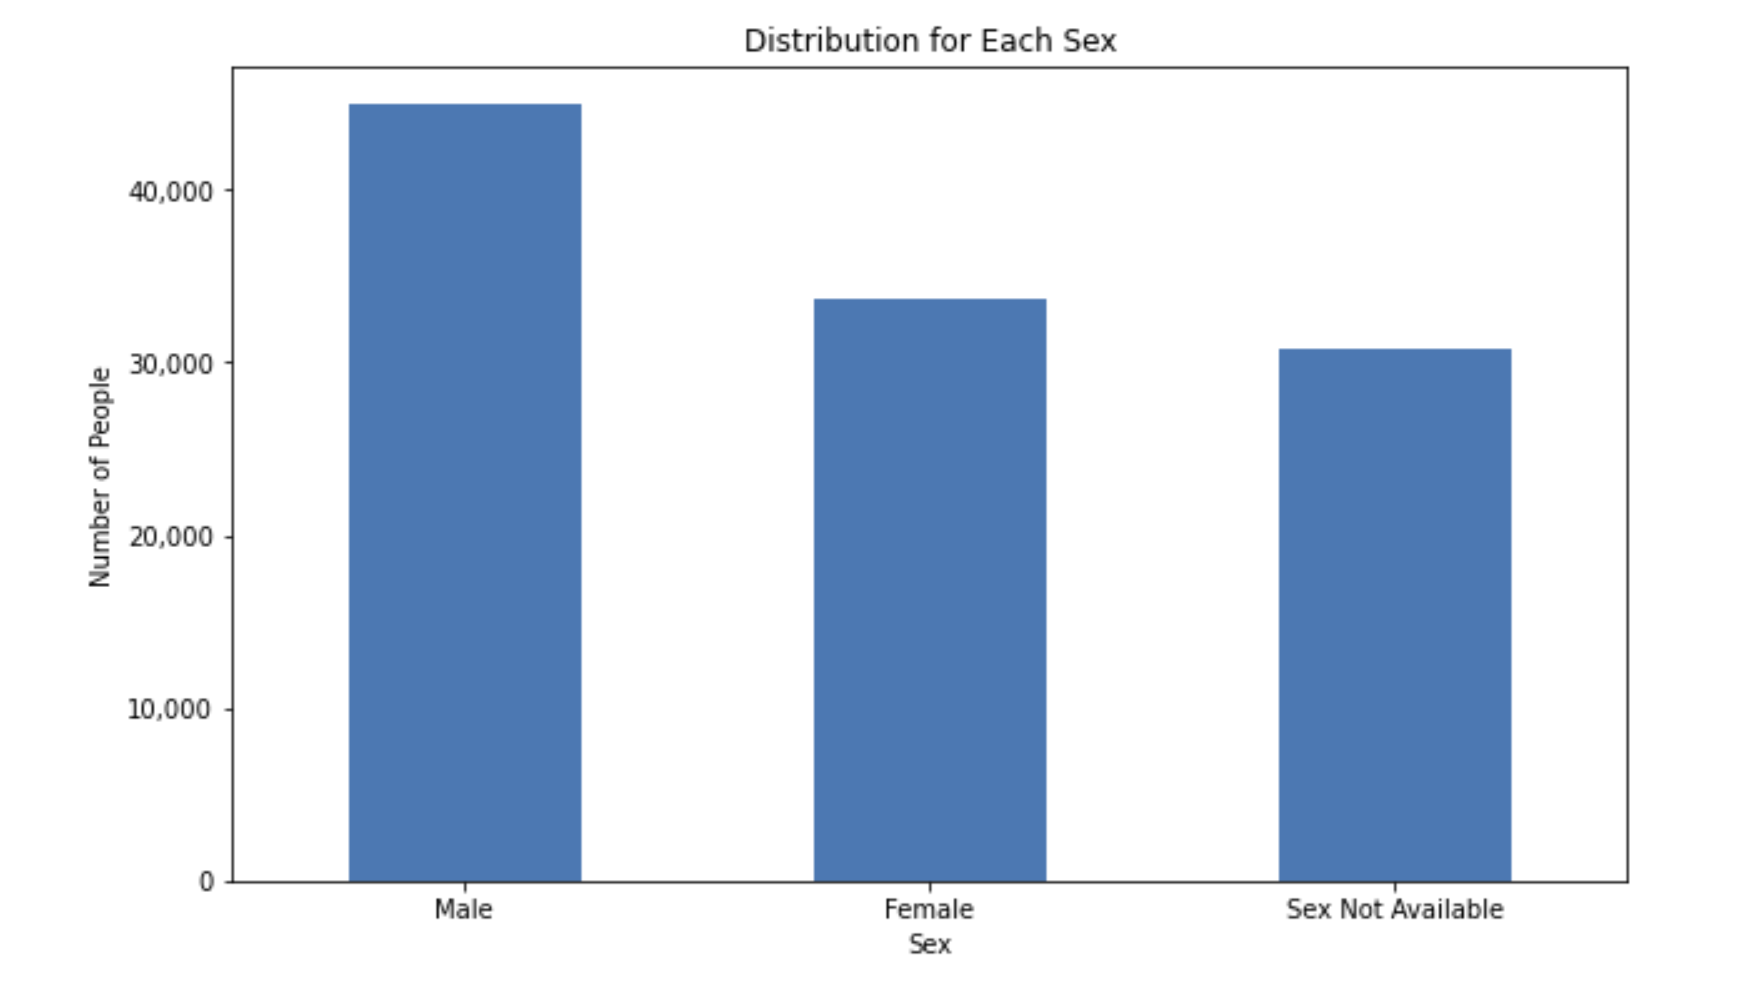 Distribution for Each Sex
Number of People
40,000
30,000
20,000
10,000
0
Male
Female
Sex Not Available
Sex